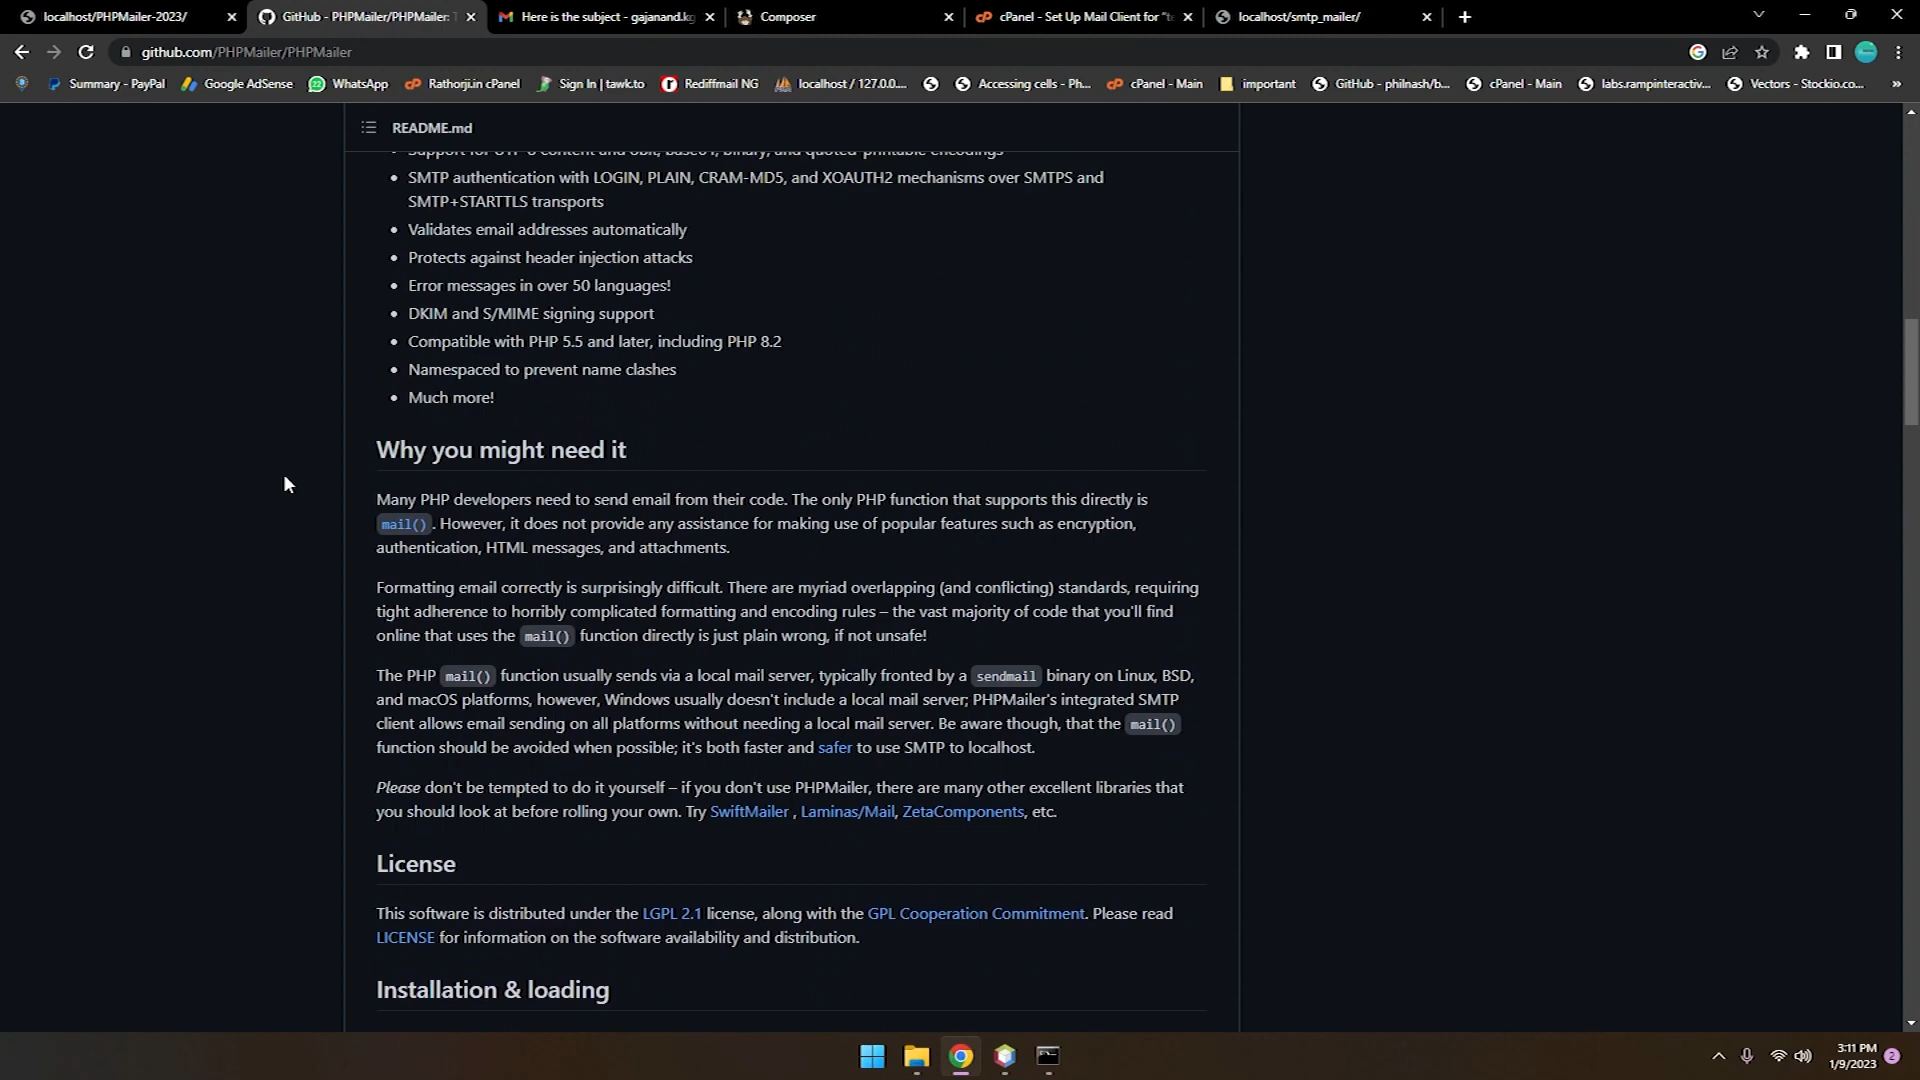 localhost/PHPMailer-2023/
GitHub - PHPMailer/PHPMailer: T
Here is the subject - gajanand.kg
Composer
cPanel - Set Up Mail Client for "te
localhost/smtp_mailer/
github.com/PHPMailer/PHPMailer
Summary - PayPal
Google AdSense
WhatsApp
Rathorji.in cPanel
Sign In | tawk.to
Rediffmail NG
localhost / 127.0.0....
Accessing cells - Ph...
cPanel - Main
important
GitHub - philnash/b...
cPanel - Main
labs.rampinteractiv...
Vectors - Stockio.co...
»
README.md
Support for UTF-8 content and 8bit, base64, binary, and quoted-printable encodings
SMTP authentication with LOGIN, PLAIN, CRAM-MD5, and XOAUTH2 mechanisms over SMTPS and
SMTP+STARTTLS transports
Validates email addresses automatically
Protects against header injection attacks
Error messages in over 50 languages!
DKIM and S/MIME signing support
Compatible with PHP 5.5 and later, including PHP 8.2
Namespaced to prevent name clashes
Much more!
Why you might need it
Many PHP developers need to send email from their code. The only PHP function that supports this directly is
mail(). However, it does not provide any assistance for making use of popular features such as encryption,
authentication, HTML messages, and attachments.
Formatting email correctly is surprisingly difficult. There are myriad overlapping (and conflicting) standards, requiring
tight adherence to horribly complicated formatting and encoding rules – the vast majority of code that you'll find
online that uses the mail() function directly is just plain wrong, if not unsafe!
The PHP mail() function usually sends via a local mail server, typically fronted by a sendmail binary on Linux, BSD,
and macOS platforms, however, Windows usually doesn't include a local mail server; PHPMailer's integrated SMTP
client allows email sending on all platforms without needing a local mail server. Be aware though, that the mail()
function should be avoided when possible; it's both faster and safer to use SMTP to localhost.
Please don't be tempted to do it yourself – if you don't use PHPMailer, there are many other excellent libraries that
you should look at before rolling your own. Try SwiftMailer , Laminas/Mail, ZetaComponents, etc.
License
This software is distributed under the LGPL 2.1 license, along with the GPL Cooperation Commitment. Please read
LICENSE for information on the software availability and distribution.
Installation & loading
3:11 PM
1/9/2023
2